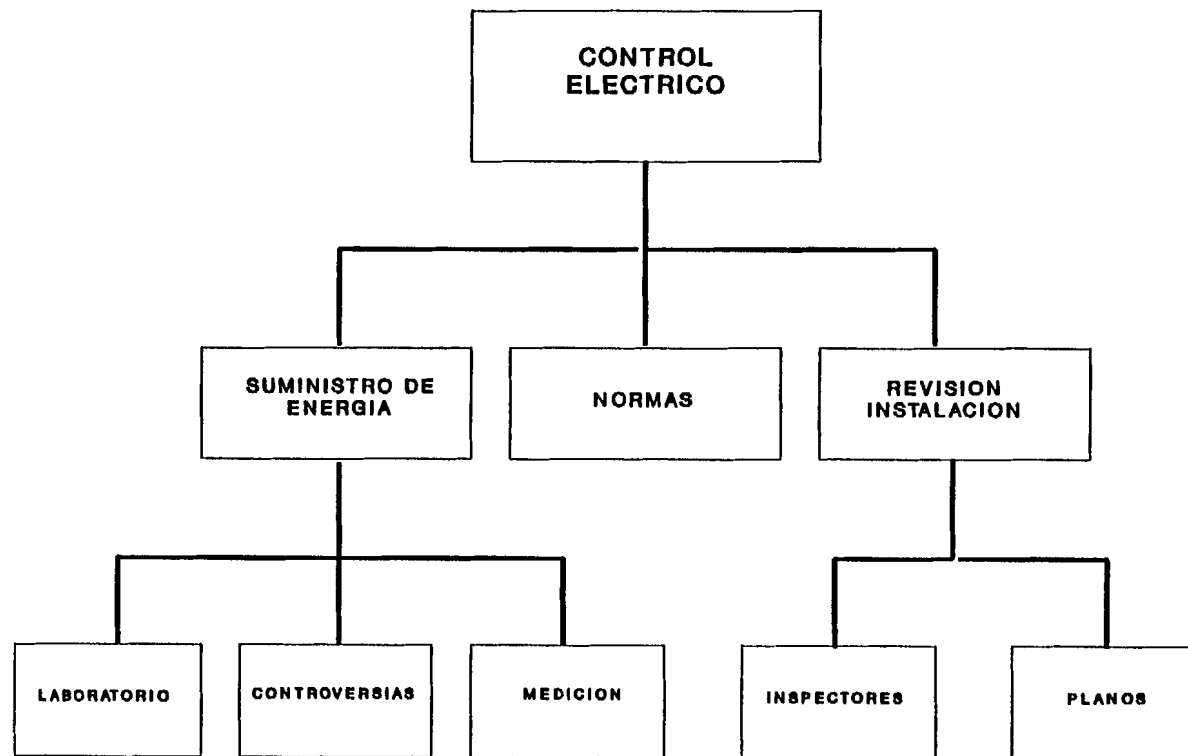 CONTROL
ELECTRICO
SUMINISTRO DE
ENERGIA
NORMAS
REVISION
INSTALACION
LABORATORIO
CONTROVERSIAS
MEDICION
INSPECTORES
PLANOS